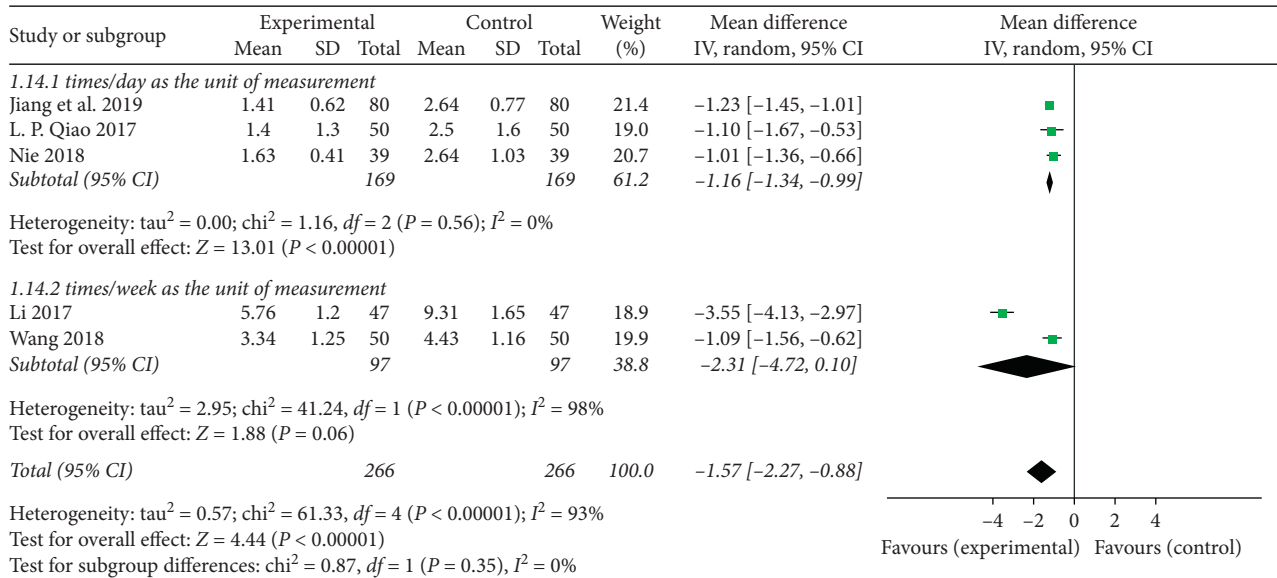 Study or subgroup Experimental Control Weight (%) Mean difference IV, random, 95% CI Mean difference IV, random, 95% CI
Mean SD Total Mean SD Total
1.14.1 times/day as the unit of measurement
Jiang et al. 2019 1.41 0.62 80 2.64 0.77 80 21.4 –1.23 [–1.45, –1.01]
L. P. Qiao 2017 1.4 1.3 50 2.5 1.6 50 19.0 –1.10 [–1.67, –0.53]
Nie 2018 1.63 0.41 39 2.64 1.03 39 20.7 –1.01 [–1.36, –0.66]
Subtotal (95% CI) 169 169 61.2 –1.16 [–1.34, –0.99]
Heterogeneity: tau² = 0.00; chi² = 1.16, df = 2 (P = 0.56); I² = 0%
Test for overall effect: Z = 13.01 (P < 0.00001)
1.14.2 times/week as the unit of measurement
Li 2017 5.76 1.2 47 9.31 1.65 47 18.9 –3.55 [–4.13, –2.97]
Wang 2018 3.34 1.25 50 4.43 1.16 50 19.9 –1.09 [–1.56, –0.62]
Subtotal (95% CI) 97 97 38.8 –2.31 [–4.72, 0.10]
Heterogeneity: tau² = 2.95; chi² = 41.24, df = 1 (P < 0.00001); I² = 98%
Test for overall effect: Z = 1.88 (P = 0.06)
Total (95% CI) 266 266 100.0 –1.57 [–2.27, –0.88]
Heterogeneity: tau² = 0.57; chi² = 61.33, df = 4 (P < 0.00001); I² = 93%
Test for overall effect: Z = 4.44 (P < 0.00001)
Test for subgroup differences: chi² = 0.87, df = 1 (P = 0.35), I² = 0%
–4 –2 0 2 4
Favours (experimental) Favours (control)